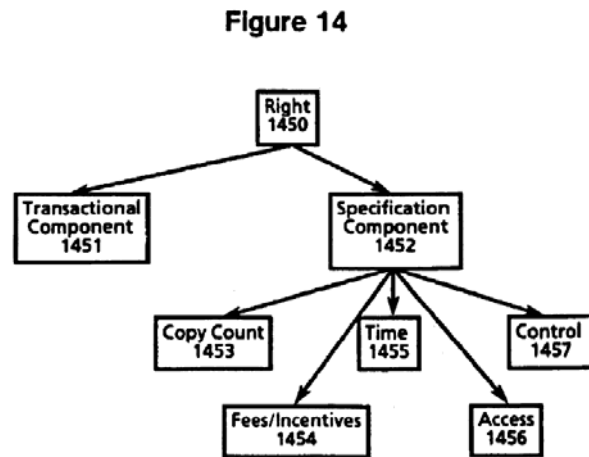 Figure 14
Right
1450
Transactional
Component
1451
Specification
Component
1452
Copy Count
1453
Time
1455
Control
1457
Fees/Incentives
1454
Access
1456